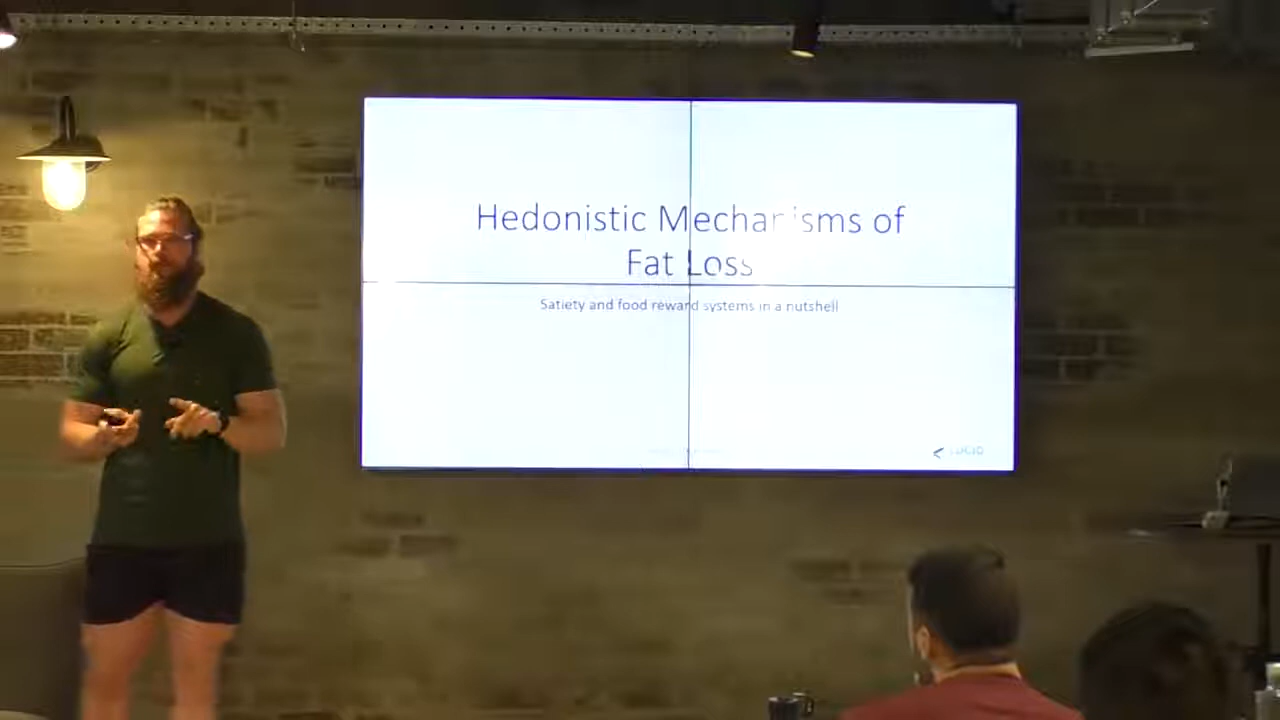 Hedonistic Mechanisms of
Fat Loss
Satiety and food reward systems in a nutshell